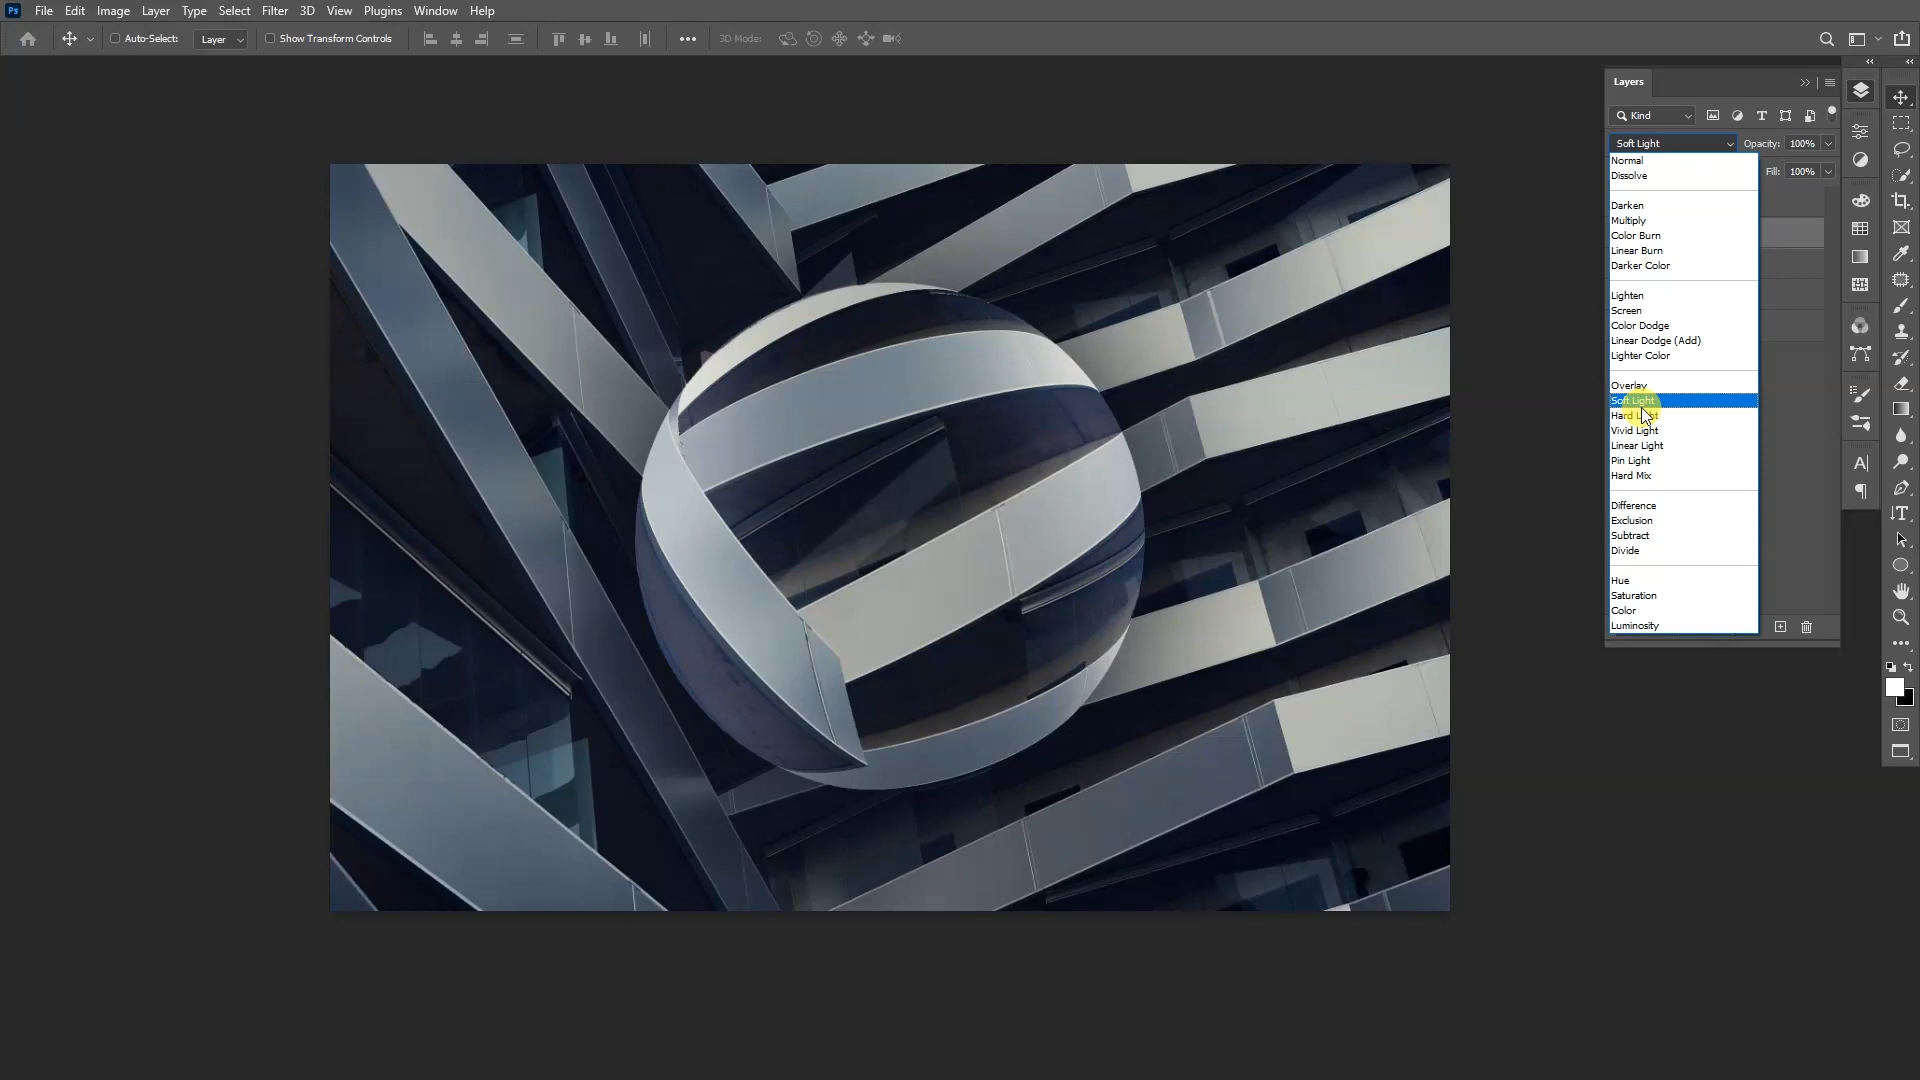 Ps File Edit Image Layer Type Select Filter 3D View Plugins Window Help
Auto-Select: Layer Show Transform Controls 3D Mode:
Layers
Kind
Soft Light Opacity: 100%
Fill: 100%
Normal
Dissolve
Darken
Multiply
Color Burn
Linear Burn
Darker Color
Lighten
Screen
Color Dodge
Linear Dodge (Add)
Lighter Color
Overlay
Soft Light
Hard Light
Vivid Light
Linear Light
Pin Light
Hard Mix
Difference
Exclusion
Subtract
Divide
Hue
Saturation
Color
Luminosity